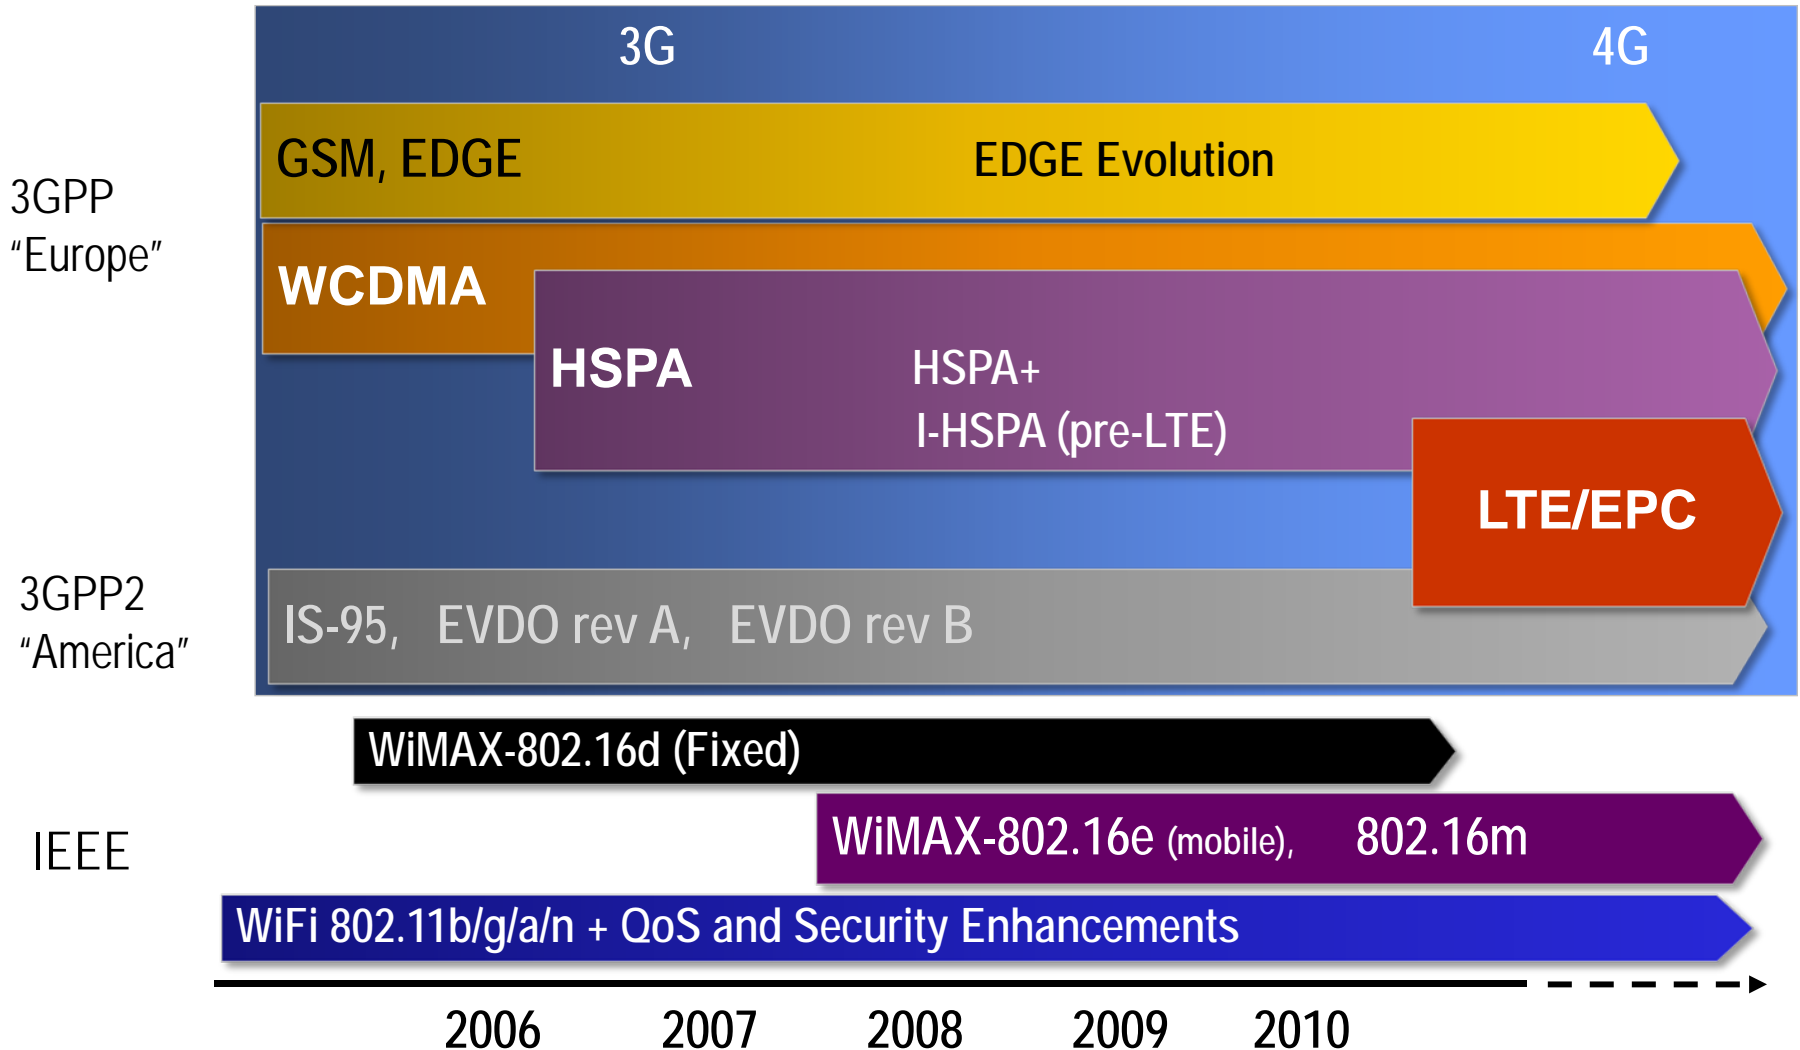 3G 4G
GSM, EDGE EDGE Evolution
3GPP
"Europe"
WCDMA
HSPA HSPA+
I-HSPA (pre-LTE)
LTE/EPC
3GPP2
"America"
IS-95, EVDO rev A, EVDO rev B
WiMAX-802.16d (Fixed)
IEEE
WiMAX-802.16e (mobile), 802.16m
WiFi 802.11b/g/a/n + QoS and Security Enhancements
2006 2007 2008 2009 2010